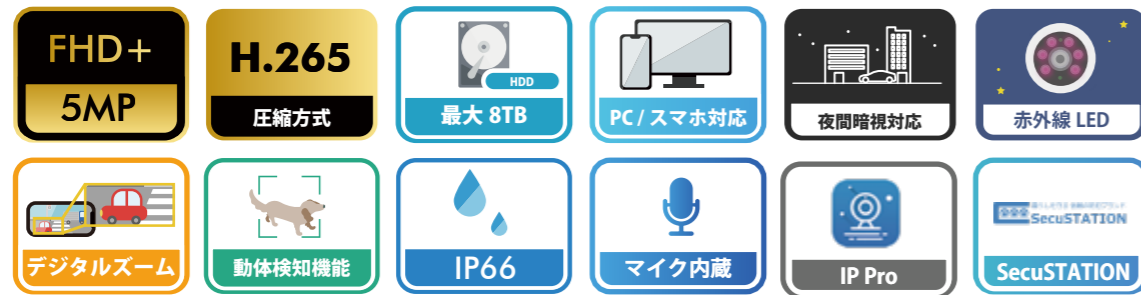 FHD+
5MP
H.265
圧縮方式
HDD
最大 8TB
PC / スマホ対応
夜間暗視対応
赤外線 LED
デジタルズーム
動体検知機能
IP66
マイク内蔵
IP Pro
SecuSTATION
SecuSTATION